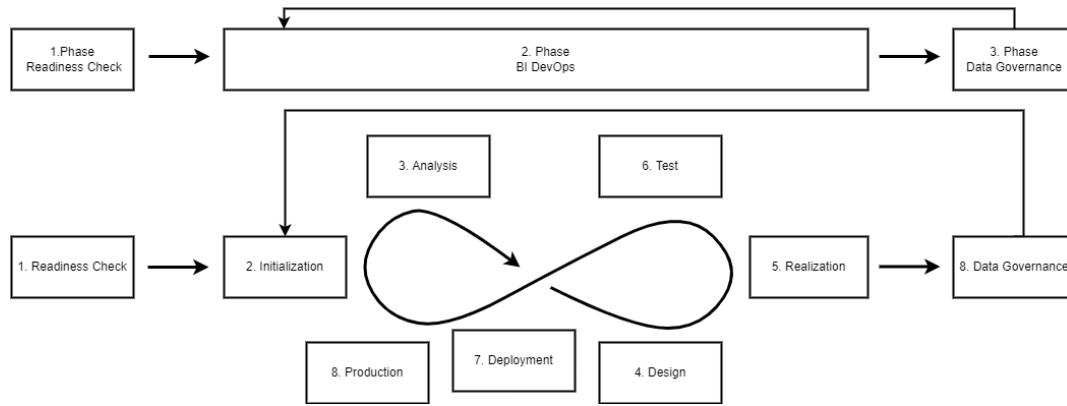 1.Phase
Readiness Check
2. Phase
BI DevOps
3. Phase
Data Governance
3. Analysis
6. Test
1. Readiness Check
2. Initialization
5. Realization
8. Data Governance
7. Deployment
8. Production
4. Design